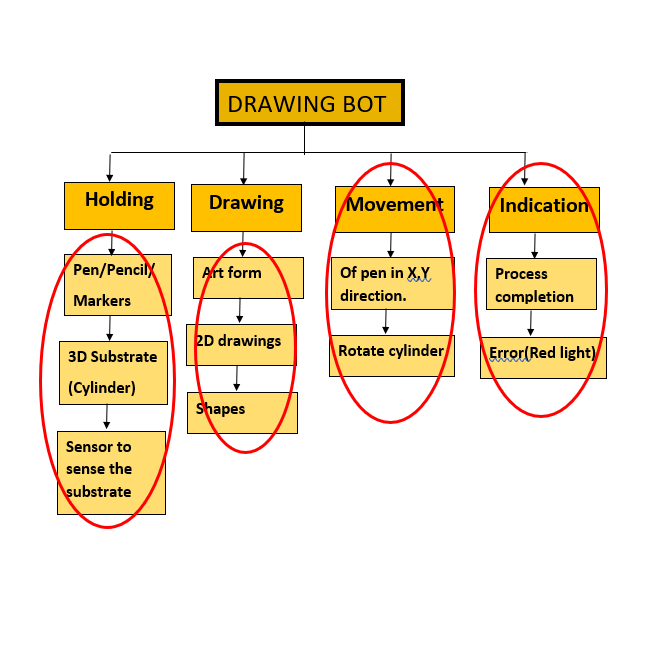 DRAWING BOT
Holding
Drawing
Movement
Indication
Pen/Pencil/
Markers
3D Substrate
(Cylinder)
Sensor to
sense the
substrate
Art form
2D drawings
Shapes
Of pen in X,Y
direction.
Rotate cylinder
Process
completion
Error(Red light)